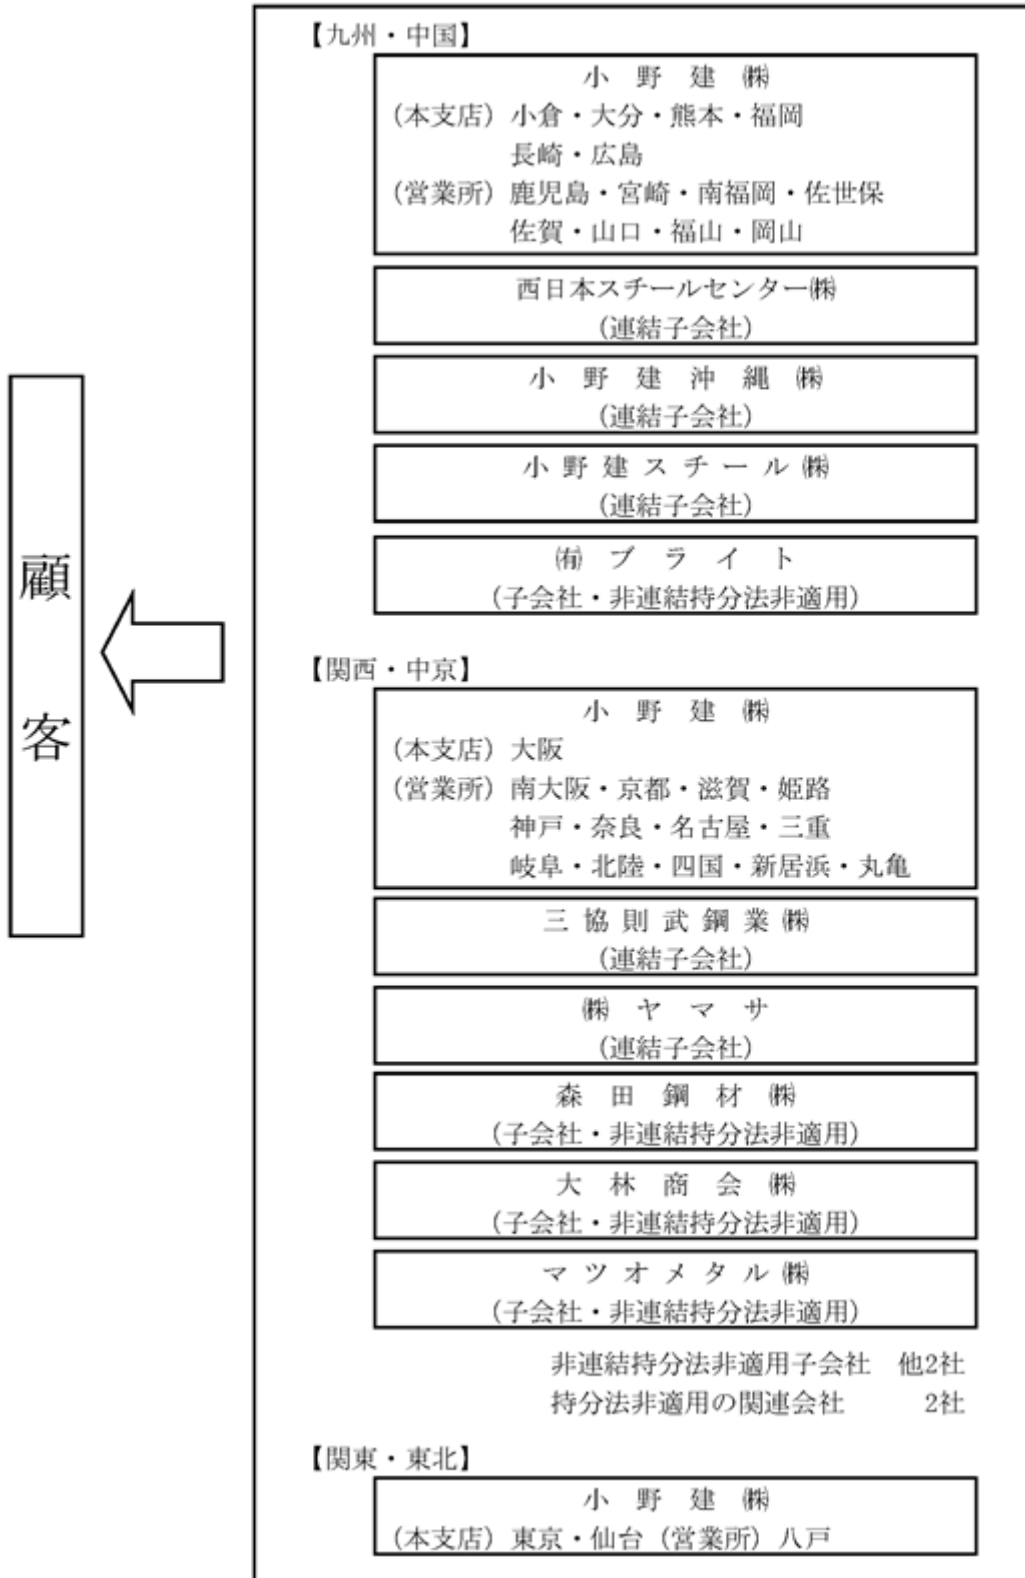 【九州・中国】
小野建㈱
(本支店) 小倉・大分・熊本・福岡
長崎・広島
(営業所) 鹿児島・宮崎・南福岡・佐世保
佐賀・山口・福山・岡山
西日本スチールセンター㈱
(連結子会社)
小野建沖縄㈱
(連結子会社)
小野建スチール㈱
(連結子会社)
㈲ブライト
(子会社・非連結持分法非適用)
顧客
【関西・中京】
小野建㈱
(本支店) 大阪
(営業所) 南大阪・京都・滋賀・姫路
神戸・奈良・名古屋・三重
岐阜・北陸・四国・新居浜・丸亀
三協則武鋼業㈱
(連結子会社)
㈱ヤマサ
(連結子会社)
森田鋼材㈱
(子会社・非連結持分法非適用)
大林商会㈱
(子会社・非連結持分法非適用)
マツオメタル㈱
(子会社・非連結持分法非適用)
非連結持分法非適用子会社 他2社
持分法非適用の関連会社 2社
【関東・東北】
小野建㈱
(本支店) 東京・仙台 (営業所) 八戸